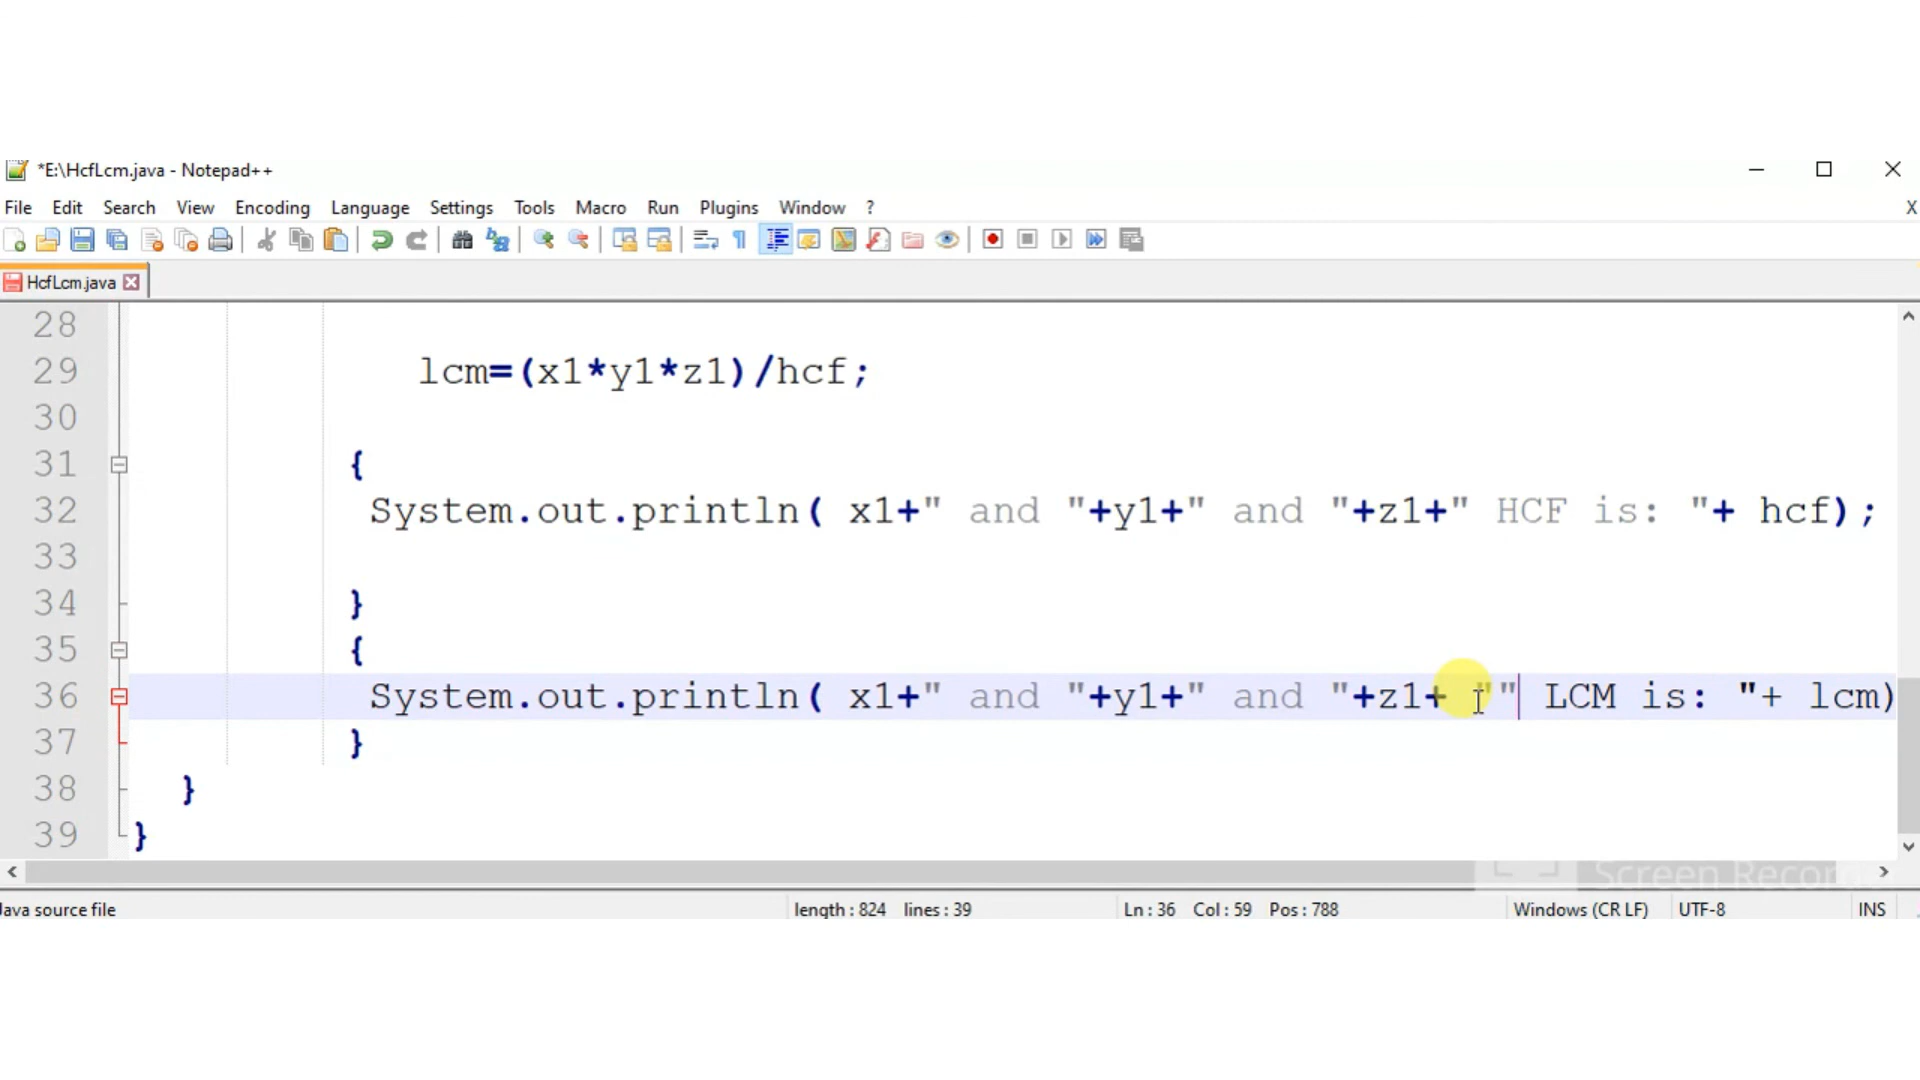 *E:\HcfLcm.java - Notepad++
File Edit Search View Encoding Language Settings Tools Macro Run Plugins Window ? X
HcfLcm.java
28
29 lcm=(x1*y1*z1)/hcf;
30
31 {
32 System.out.println( x1+" and "+y1+" and "+z1+" HCF is: "+ hcf);
33
34 }
35 {
36 System.out.println( x1+" and "+y1+" and "+z1+ "" LCM is: "+ lcm)
37 }
38 }
39 }
Screen Recor
Java source file length : 824 lines : 39 Ln : 36 Col : 59 Pos : 788 Windows (CR LF) UTF-8 INS